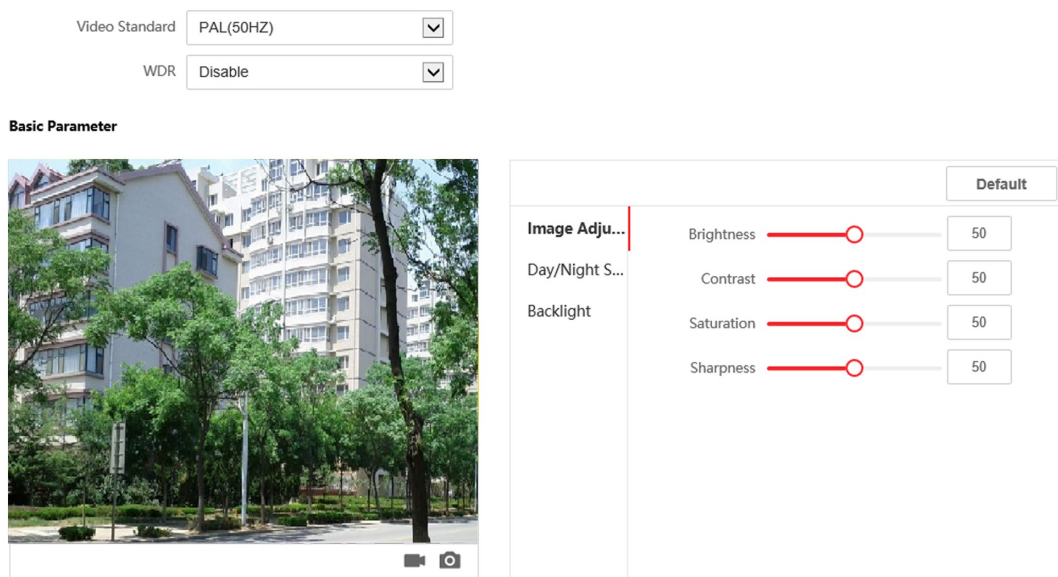 Video Standard PAL(50HZ)
WDR Disable
Basic Parameter
Default
Image Adju...
Day/Night S...
Backlight
Brightness 50
Contrast 50
Saturation 50
Sharpness 50